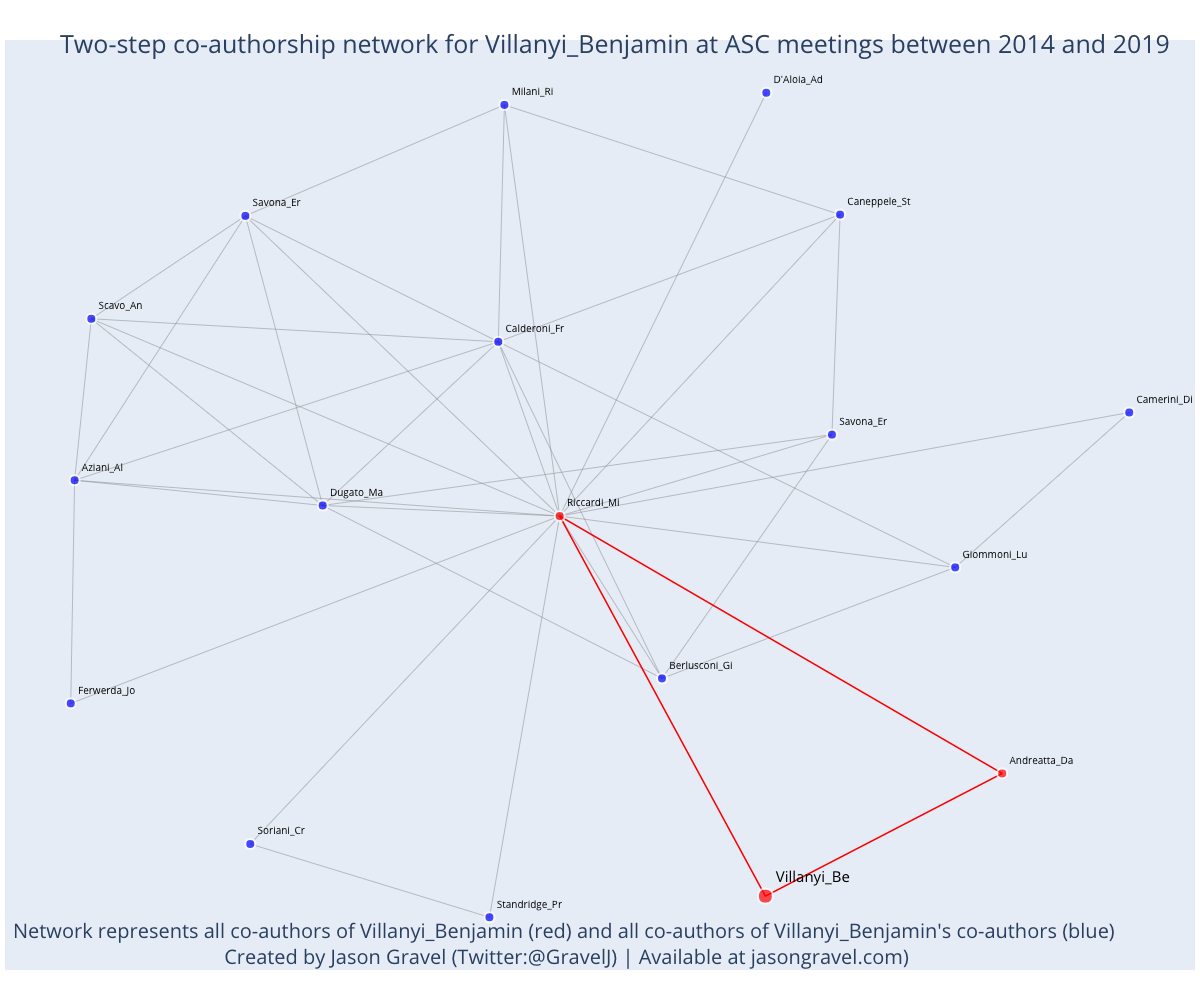 Two-step co-authorship network for Villanyi_Benjamin at ASC meetings between 2014 and 2019
D'Aloia_Ad
Milani_Ri
Savona_Er
Caneppele_St
Scavo_An
Calderoni_Fr
Camerini_Di
Savona_Er
Aziani_Al
Dugato_Ma
Riccardi_Mi
Giommoni_Lu
Berlusconi_Gi
Ferwerda_Jo
Andreatta_Da
Soriani_Cr
Villanyi_Be
Standridge_Pr
Network represents all co-authors of Villanyi_Benjamin (red) and all co-authors of Villanyi_Benjamin's co-authors (blue)
Created by Jason Gravel (Twitter:@GravelJ) | Available at jasongravel.com)